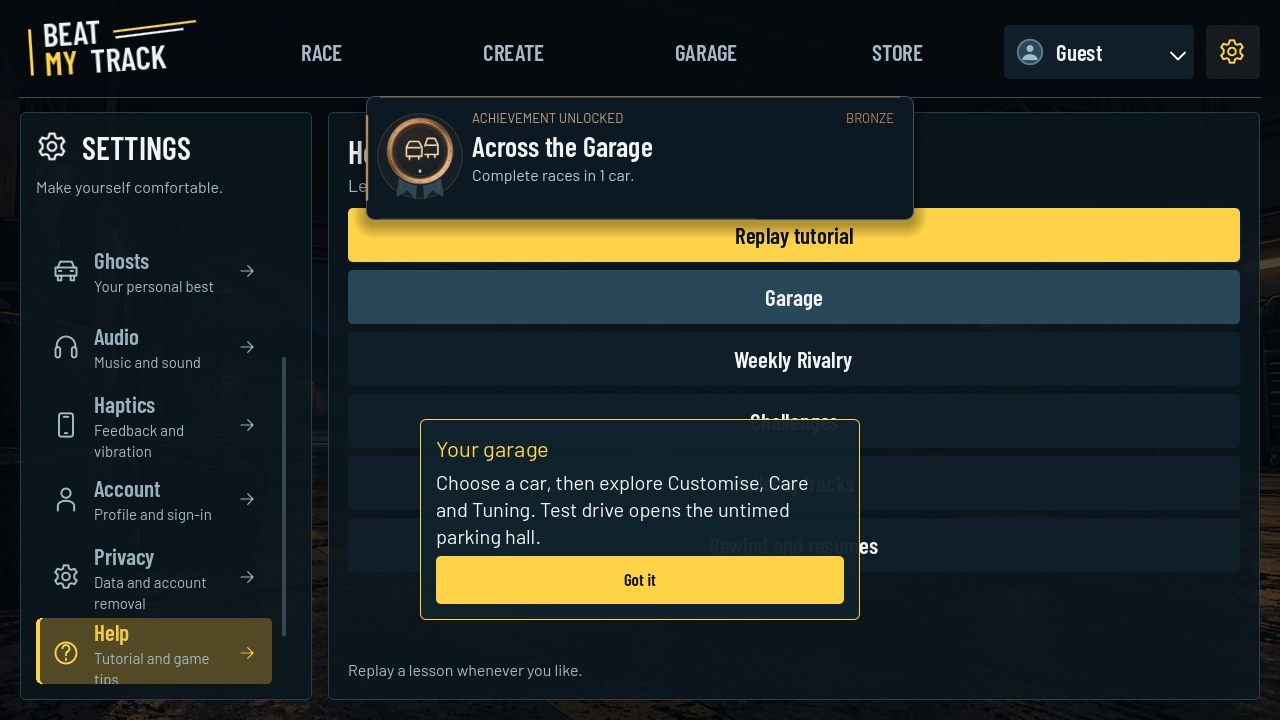 BEAT
MY TRACK
RACE
CREATE
GARAGE
STORE
Guest
SETTINGS
Make yourself comfortable.
Ghosts
Your personal best
Audio
Music and sound
Haptics
Feedback and
vibration
Account
Profile and sign-in
Privacy
Data and account
removal
Help
Tutorial and game
tips
ACHIEVEMENT UNLOCKED
BRONZE
Across the Garage
Complete races in 1 car.
Replay tutorial
Garage
Weekly Rivalry
Challenges
Your garage
Choose a car, then explore Customise, Care
and Tuning. Test drive opens the untimed
parking hall.
Rewind and resumes
Got it
Replay a lesson whenever you like.